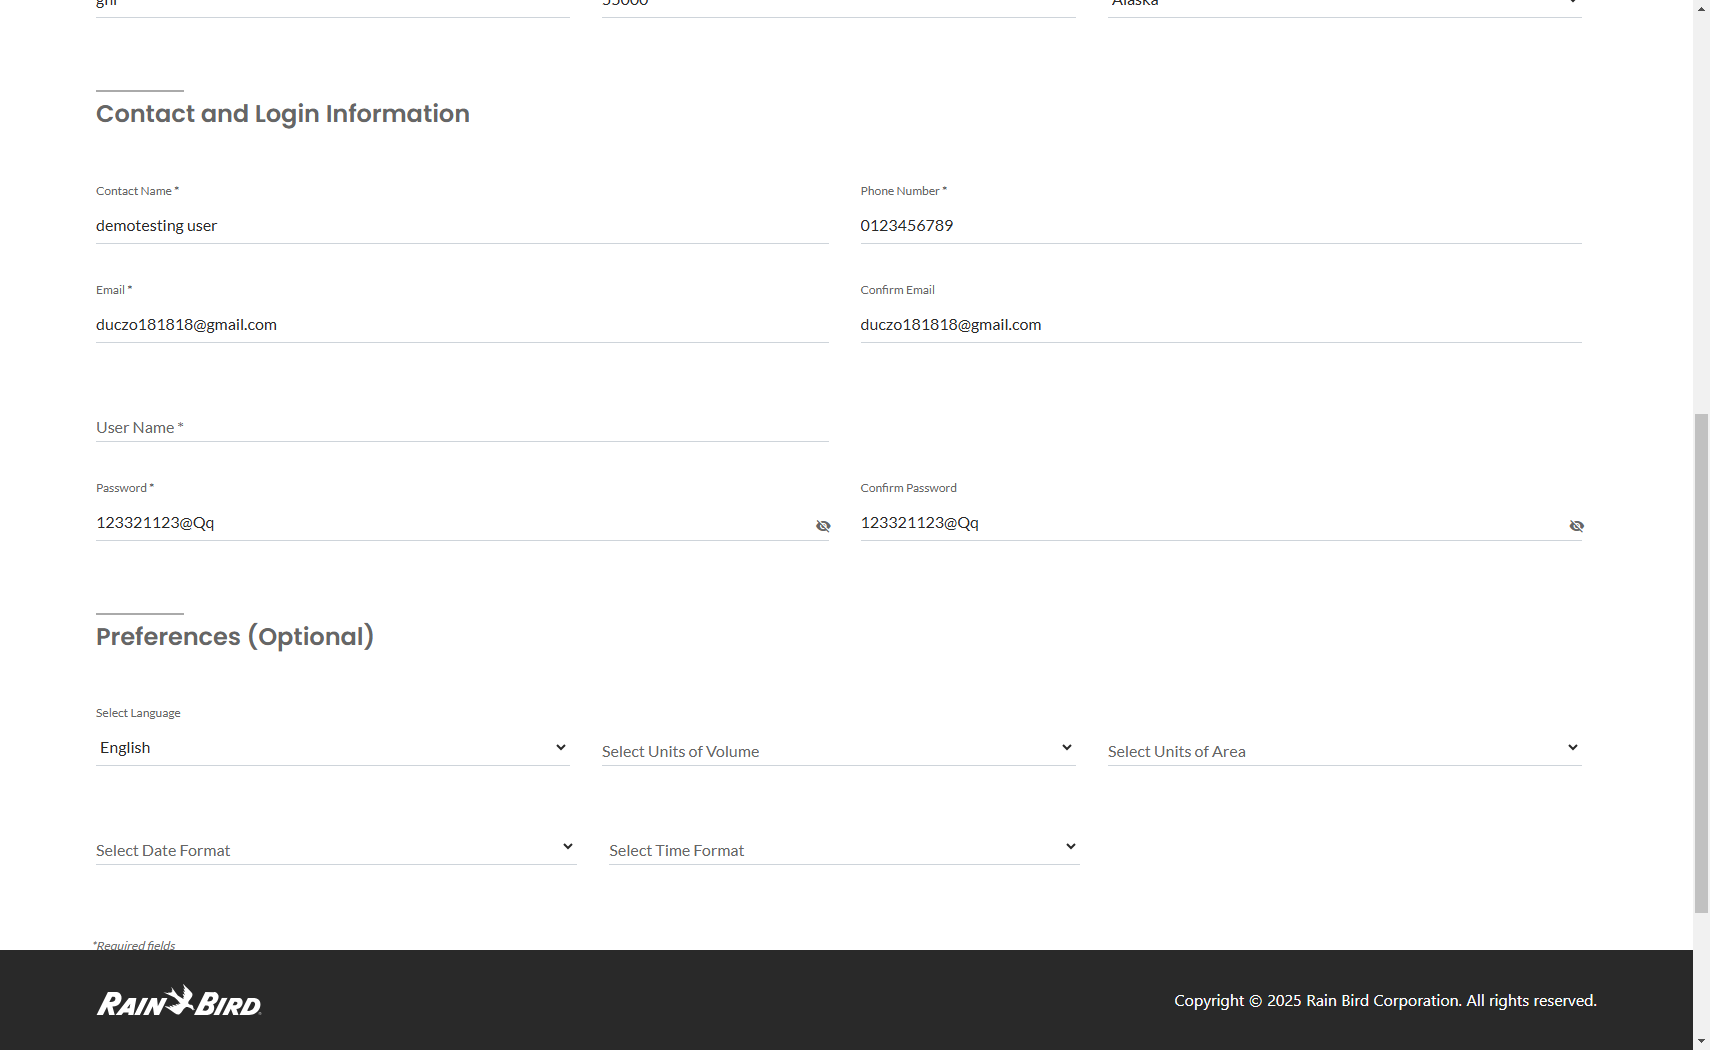 55000
Alaska
Contact and Login Information
Contact Name *
Phone Number *
demotesting user
0123456789
Email *
Confirm Email
duczo181818@gmail.com
duczo181818@gmail.com
User Name *
Password *
Confirm Password
123321123@Qq
123321123@Qq
Preferences (Optional)
Select Language
English
Select Units of Volume
Select Units of Area
Select Date Format
Select Time Format
*Required fields
RAIN BIRD
Copyright © 2025 Rain Bird Corporation. All rights reserved.